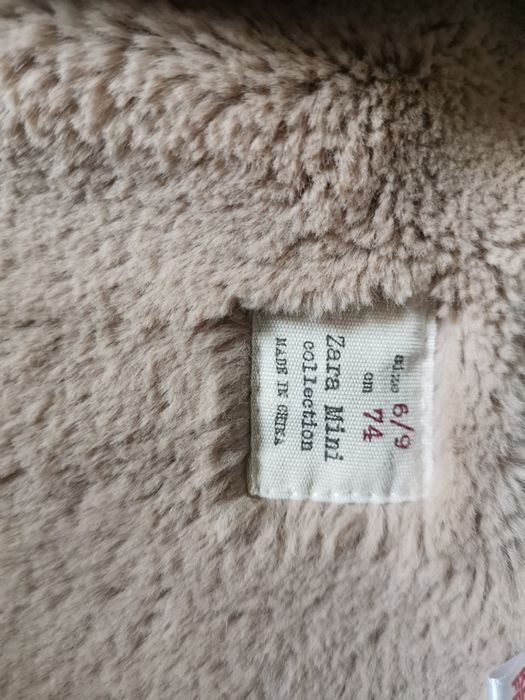 size 6/9
cm 74
Zara Mini
collection
MADE IN CHINA